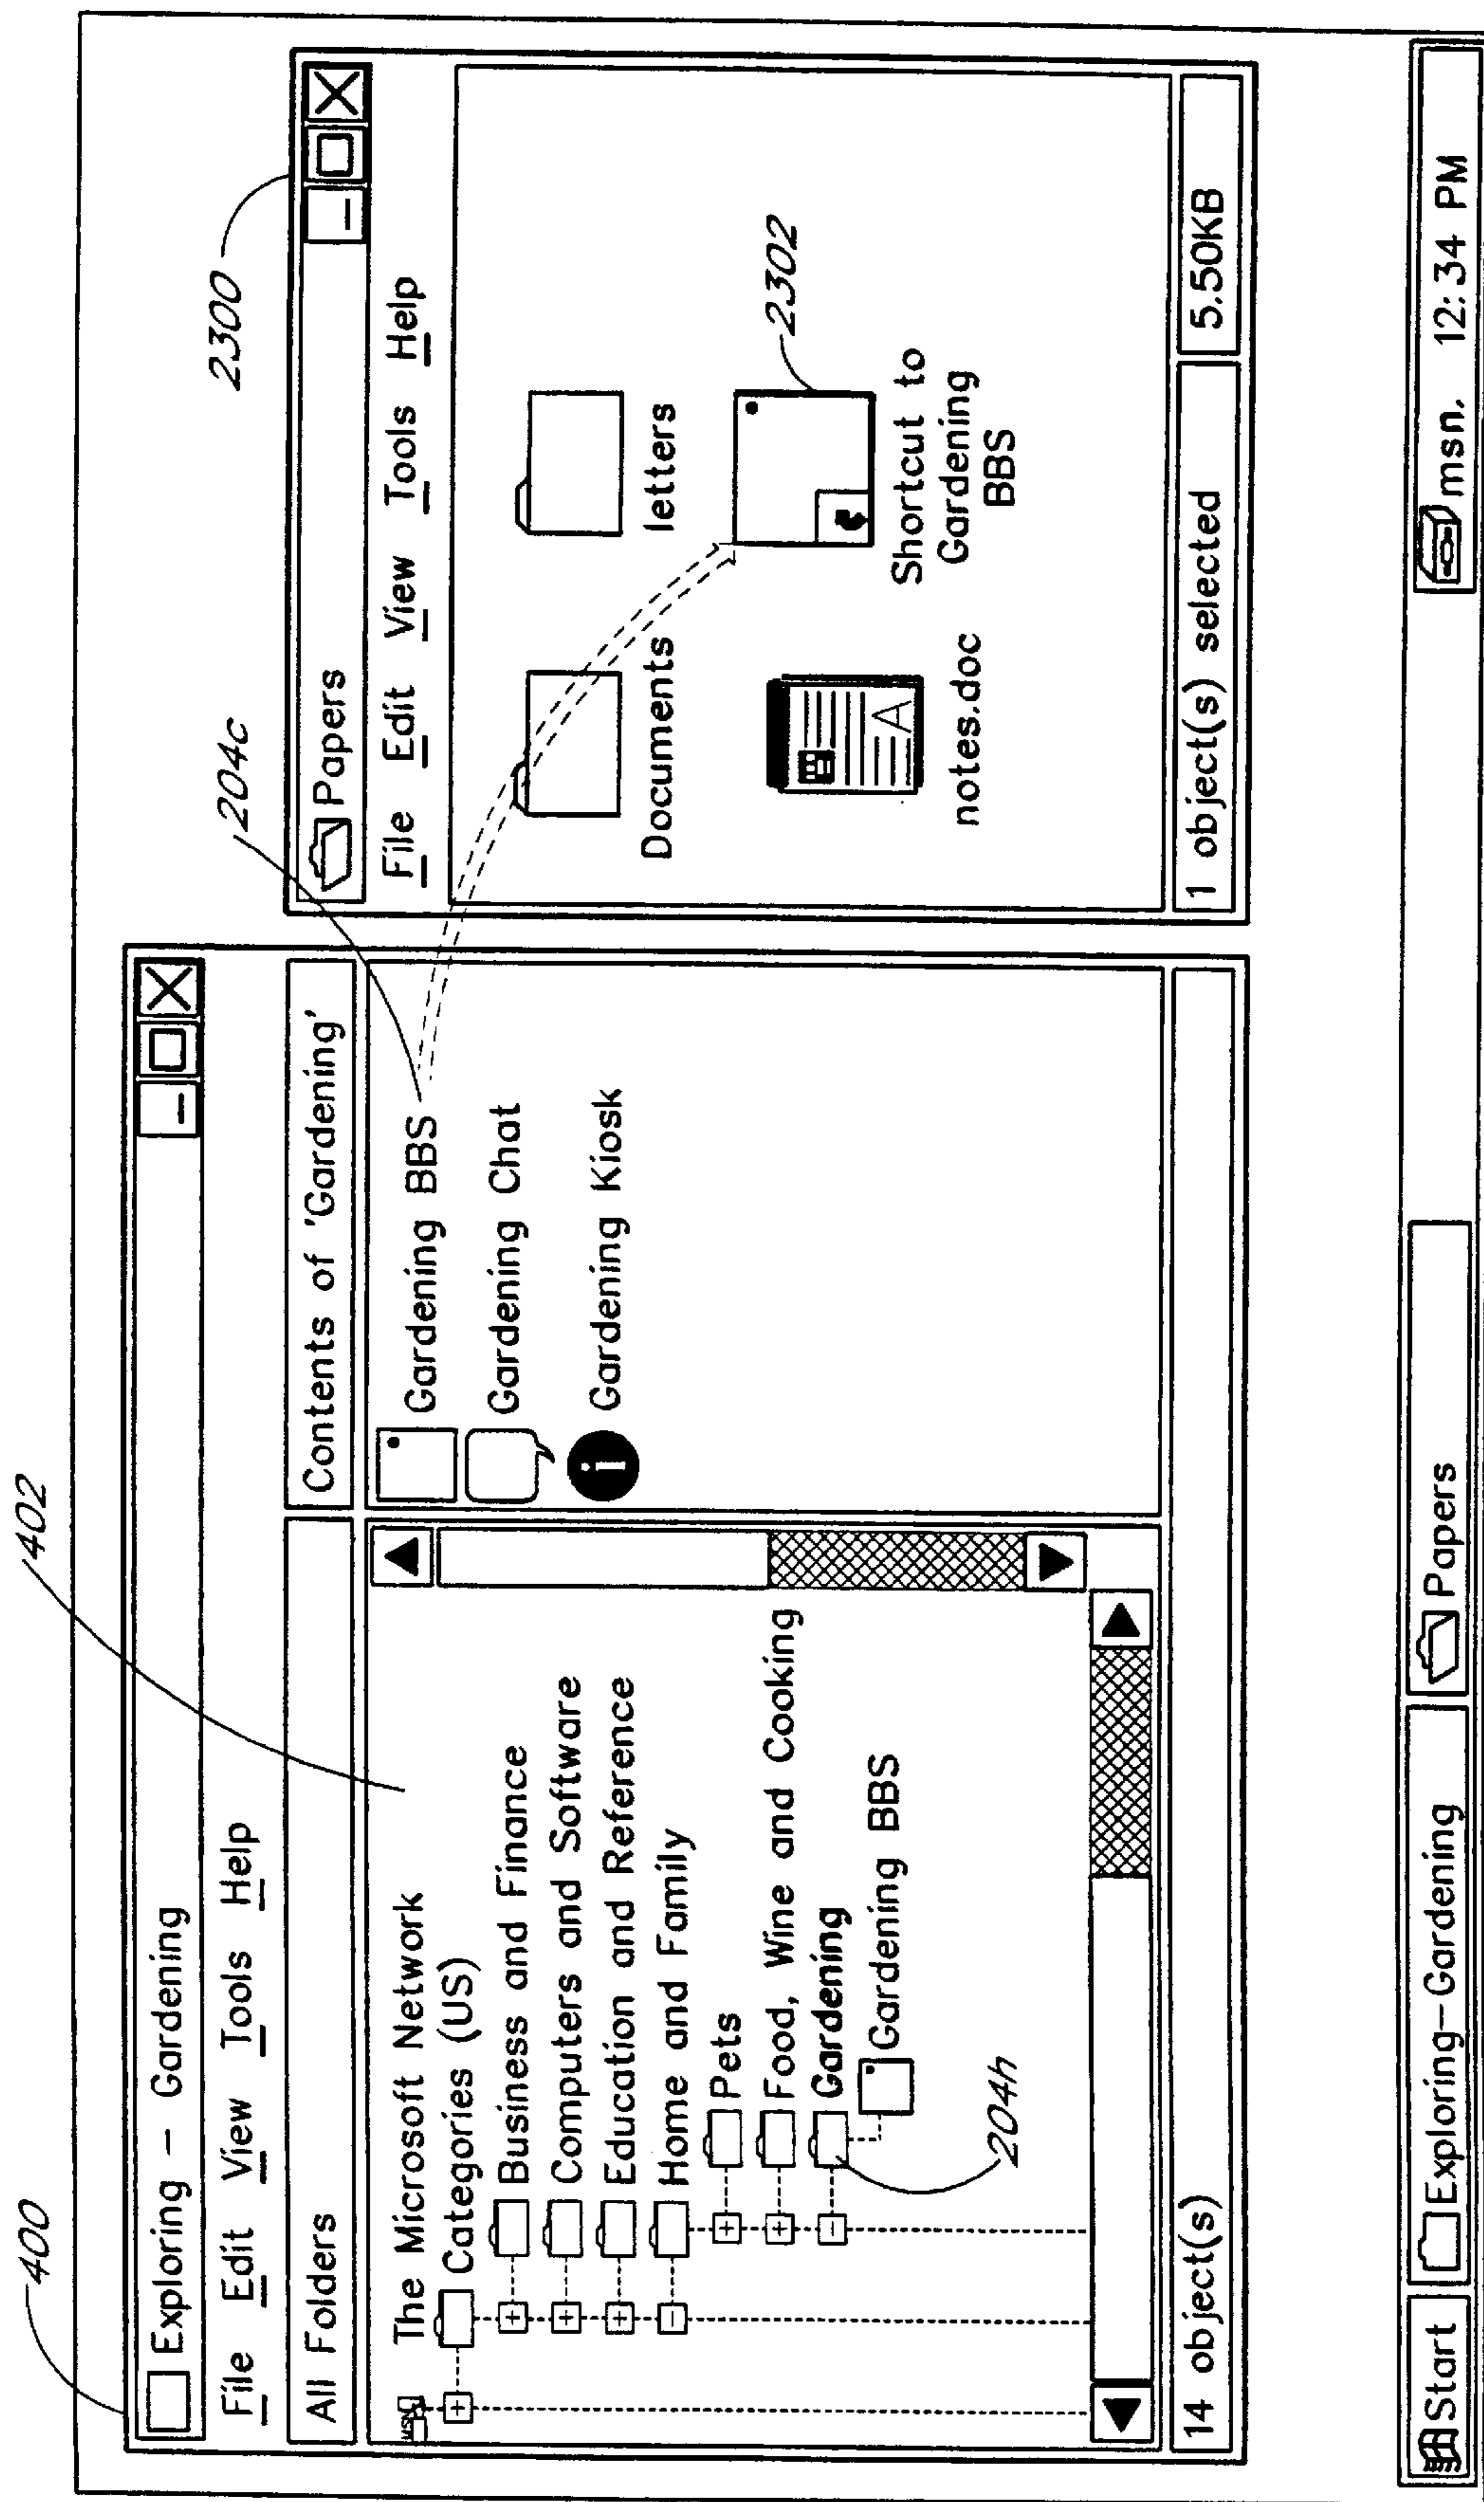 400
402
204c
2300
Exploring – Gardening
File Edit View Tools Help
All Folders
Contents of 'Gardening'
The Microsoft Network
Categories (US)
Business and Finance
Computers and Software
Education and Reference
Home and Family
Pets
Food, Wine and Cooking
Gardening
Gardening BBS
204h
Gardening BBS
Gardening Chat
i Gardening Kiosk
14 object(s)
Papers
File Edit View Tools Help
Documents
letters
notes.doc
A
2302
Shortcut to
Gardening
BBS
1 object(s) selected
5.50KB
Start
Exploring–Gardening
Papers
msn. 12:34 PM